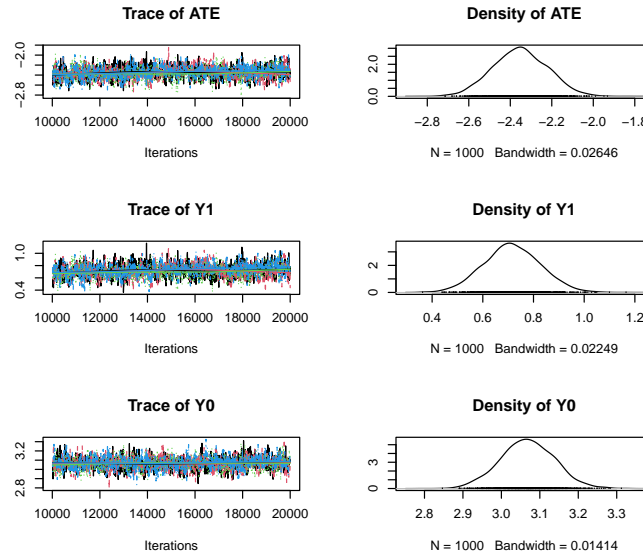 Trace of ATE
−2.0
−2.8
10000 12000 14000 16000 18000 20000
Iterations
Density of ATE
2.0
0.0
−2.8 −2.6 −2.4 −2.2 −2.0 −1.8
N = 1000 Bandwidth = 0.02646
Trace of Y1
1.0
0.4
10000 12000 14000 16000 18000 20000
Iterations
Density of Y1
2
0
0.4 0.6 0.8 1.0 1.2
N = 1000 Bandwidth = 0.02249
Trace of Y0
3.2
2.8
10000 12000 14000 16000 18000 20000
Iterations
Density of Y0
3
0
2.8 2.9 3.0 3.1 3.2 3.3
N = 1000 Bandwidth = 0.01414